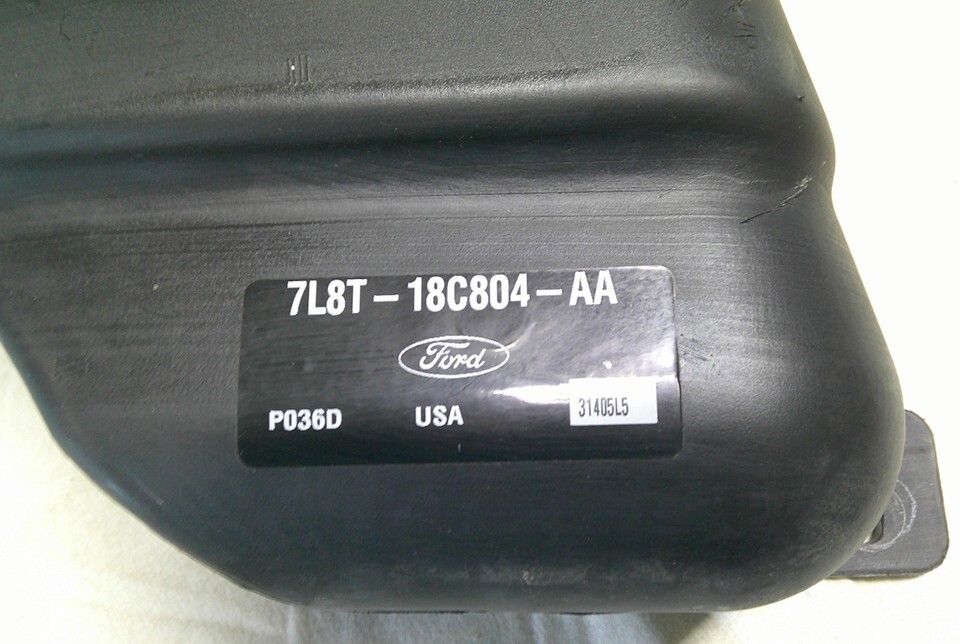 7L8T – 18C804 – AA
Ford
P036D USA 31405L5